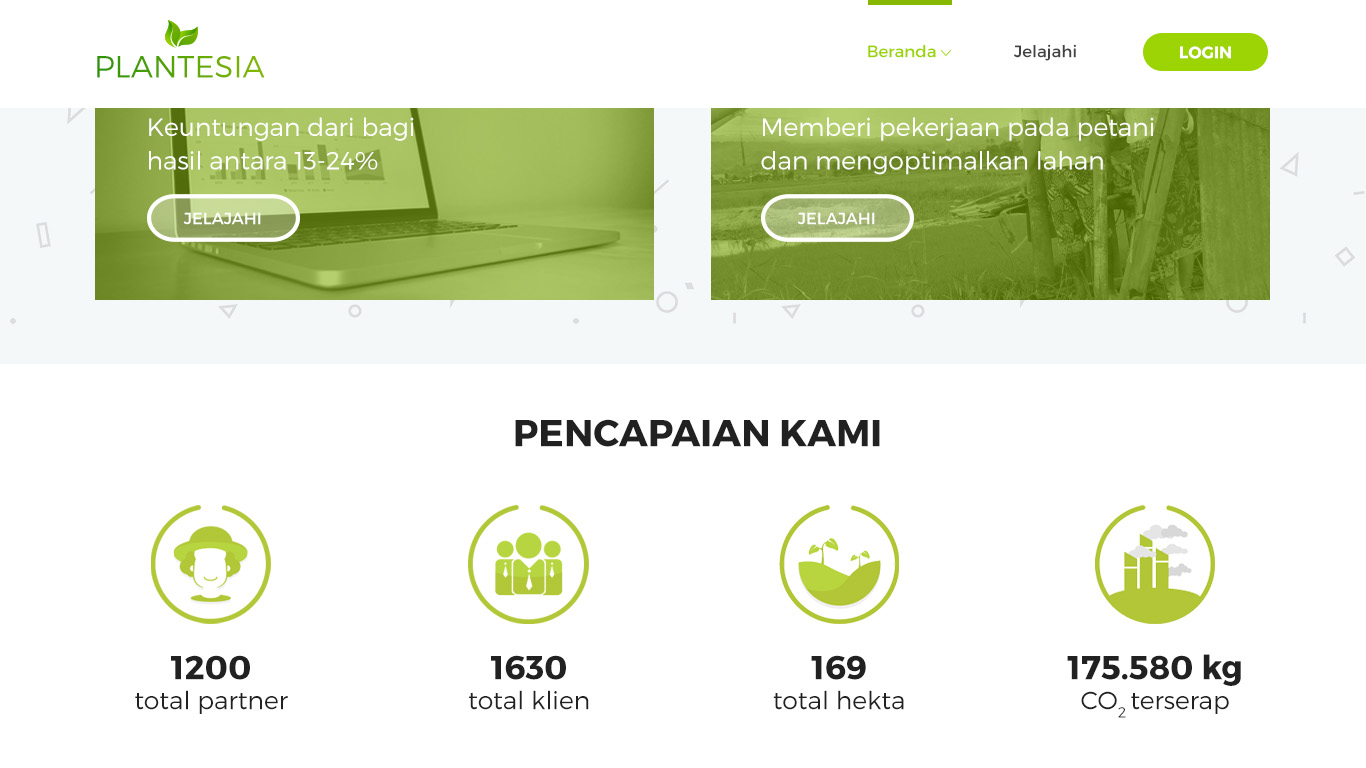 PLANTESIA
Beranda
Jelajahi
LOGIN
Keuntungan dari bagi
hasil antara 13-24%
JELAJAHI
Memberi pekerjaan pada petani
dan mengoptimalkan lahan
JELAJAHI
PENCAPAIAN KAMI
1200
total partner
1630
total klien
169
total hekta
175.580 kg
CO₂ terserap